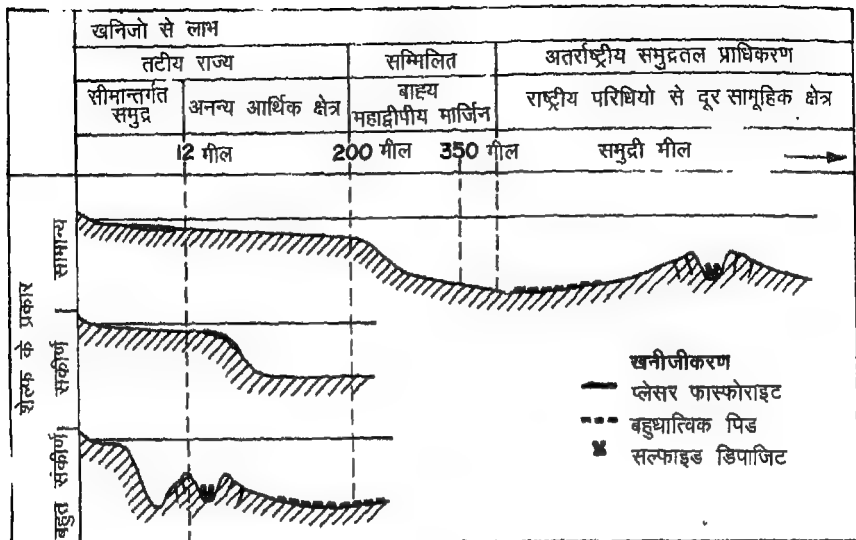 खनिजो से लाभ
तटीय राज्य सम्मिलित अतर्राष्ट्रीय समुद्रतल प्राधिकरण
सीमान्तर्गत समुद्र अनन्य आर्थिक क्षेत्र बाह्य महाद्वीपीय मार्जिन राष्ट्रीय परिधियो से दूर सामूहिक क्षेत्र
12 मील 200 मील 350 मील समुदी मील
शेल्फ के प्रकार
सामान्य
सकीर्ण
बहुत संकीर्ण
खनीजीकरण
प्लेसर फास्फोराइट
बहुधात्विक पिड
सल्फाइड डिपाजिट